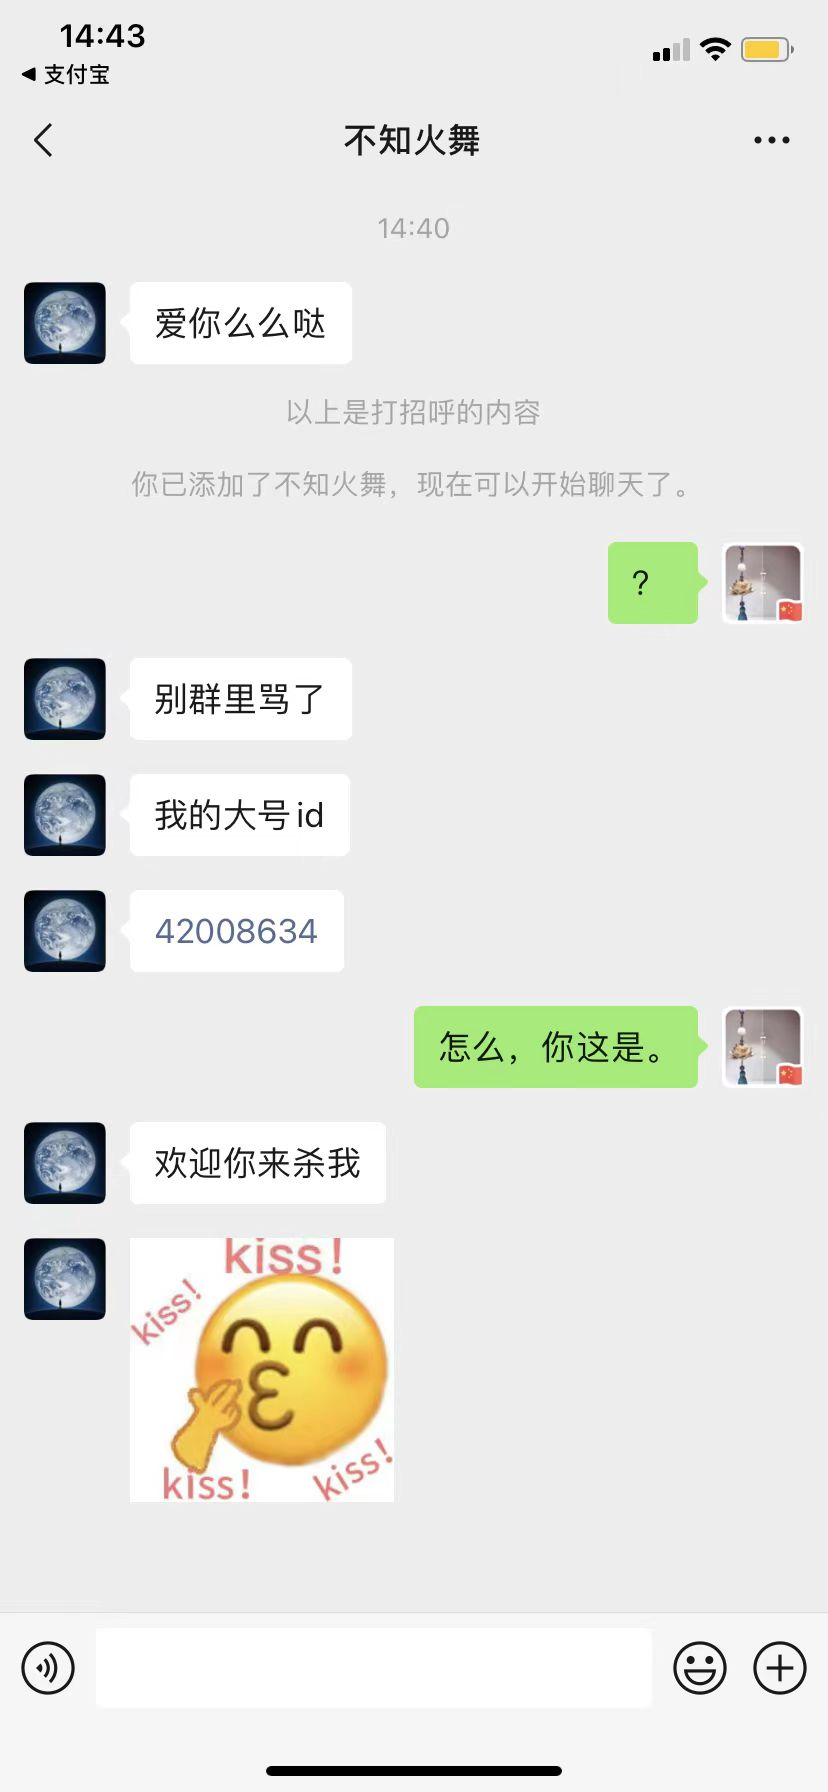 14:43
支付宝
不知火舞
14:40
爱你么么哒
以上是打招呼的内容
你已添加了不知火舞，现在可以开始聊天了。
?
别群里骂了
我的大号id
42008634
怎么，你这是。
欢迎你来杀我
kiss!
kiss!
kiss!
kiss!